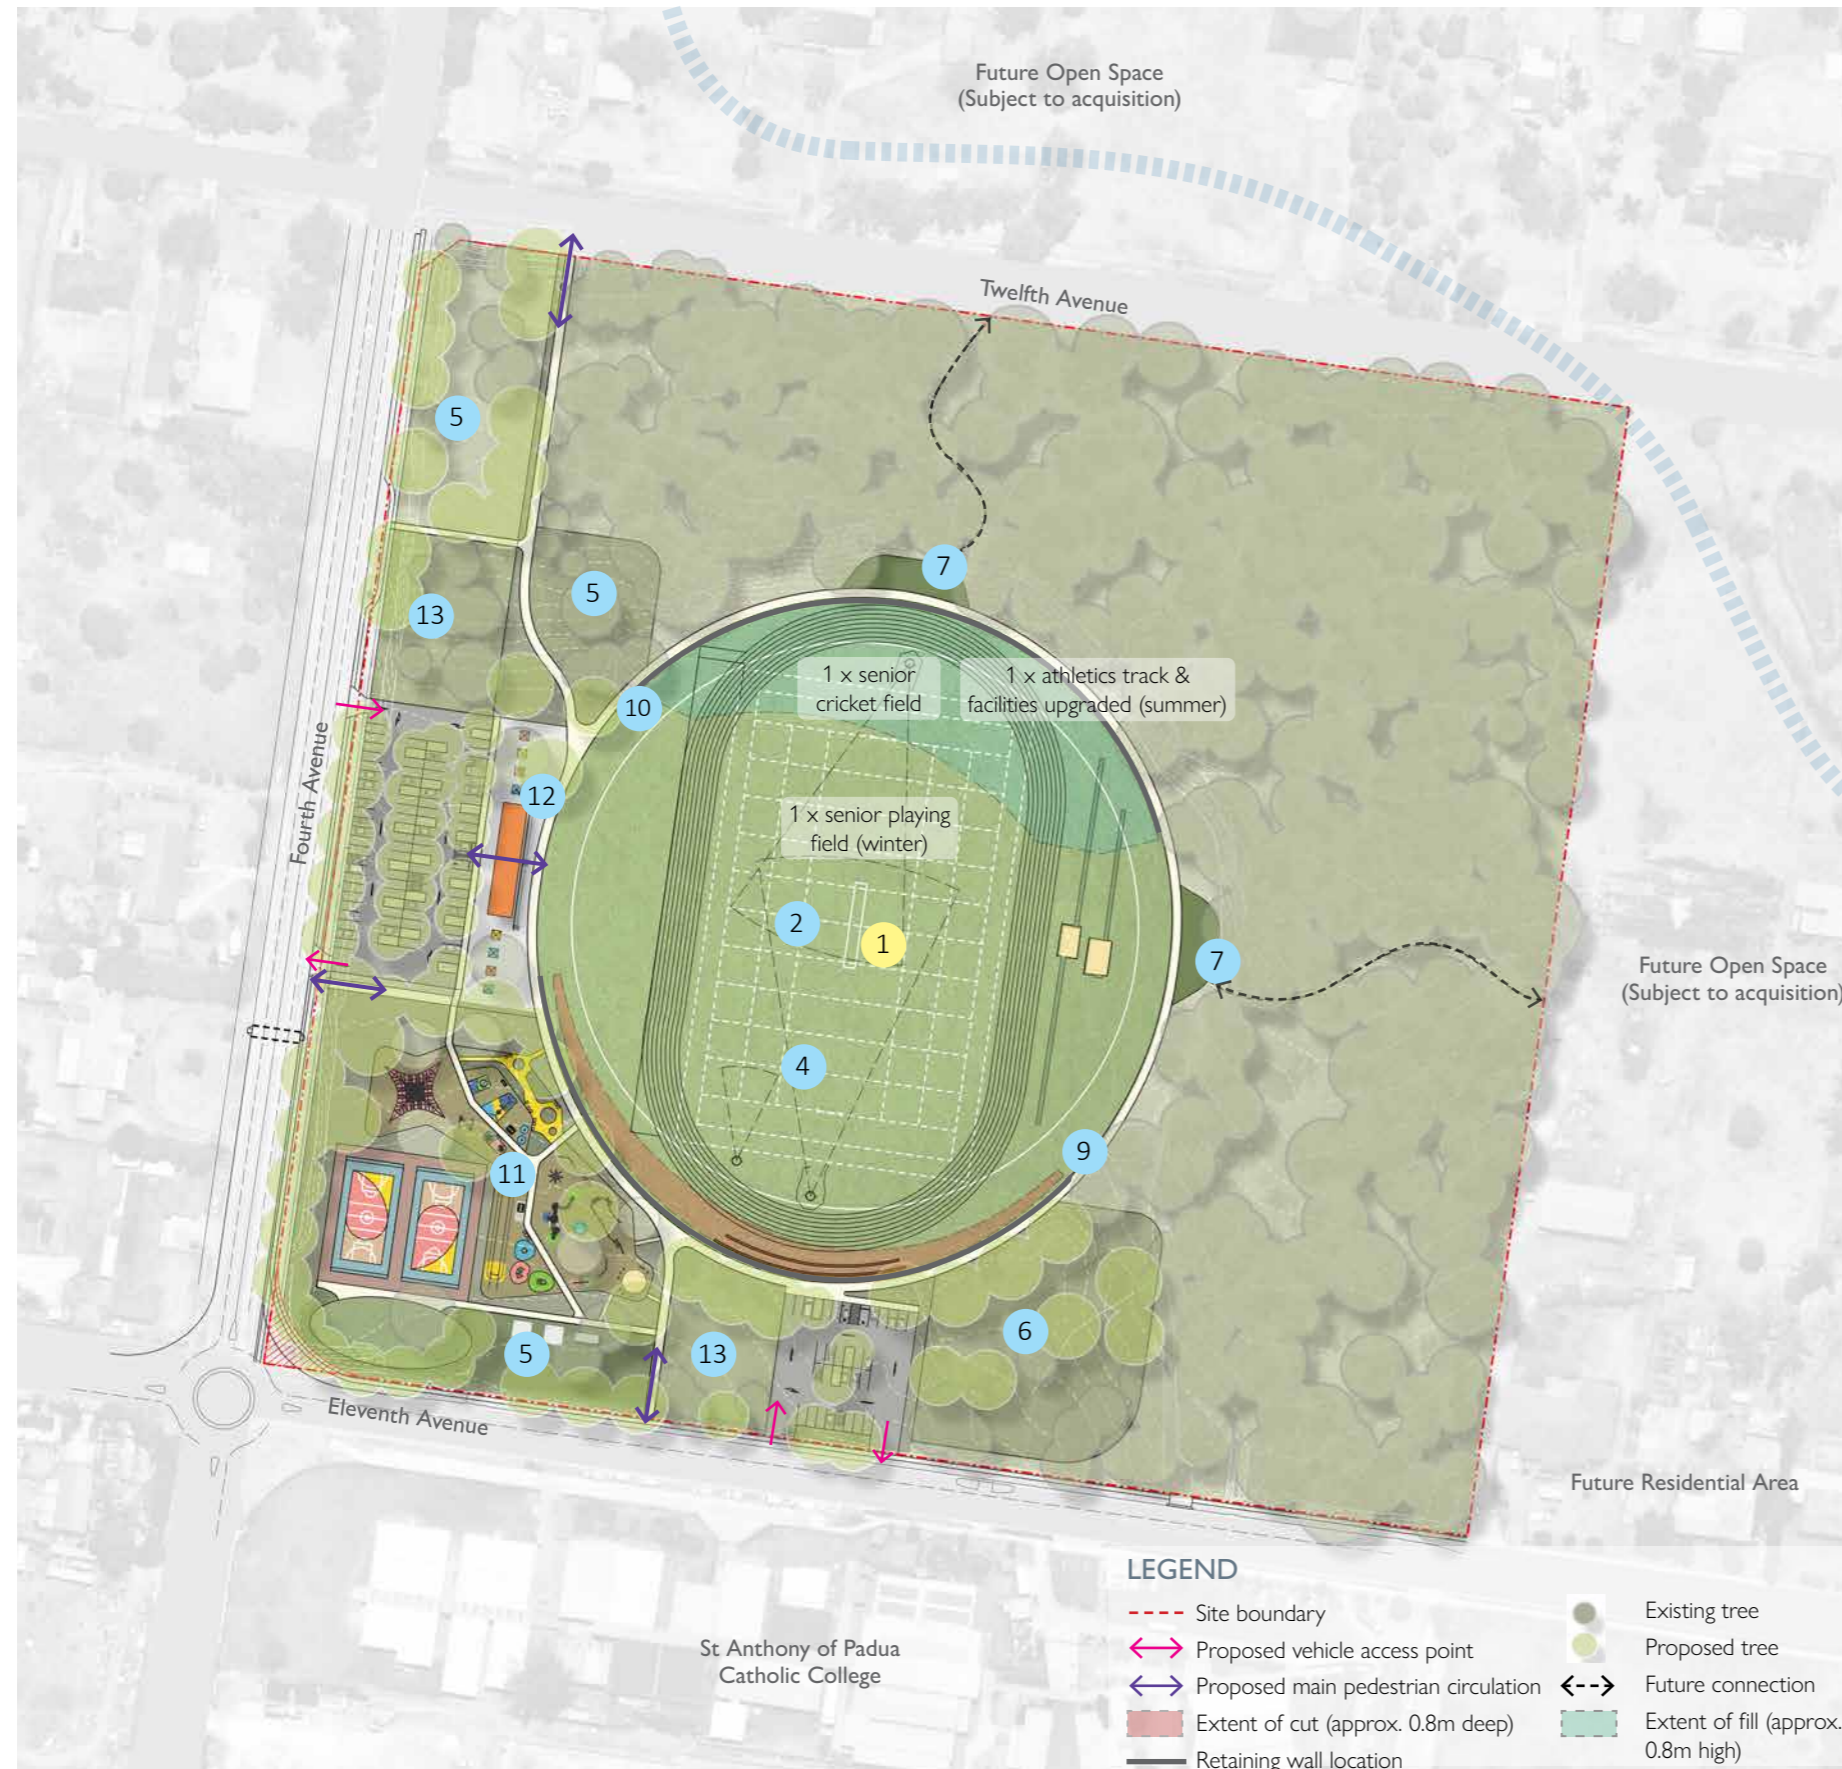 Future Open Space
(Subject to acquisition)
Twelfth Avenue
5
7
5
13
1 x senior
cricket field
1 x athletics track &
facilities upgraded (summer)
10
Fourth Avenue
12
1 x senior playing
field (winter)
2
1
7
Future Open Space
(Subject to acquisition)
4
9
11
6
5
13
Eleventh Avenue
Future Residential Area
St Anthony of Padua
Catholic College
LEGEND
Site boundary
Proposed vehicle access point
Proposed main pedestrian circulation
Extent of cut (approx. 0.8m deep)
Retaining wall location
Existing tree
Proposed tree
Future connection
Extent of fill (approx.
0.8m high)